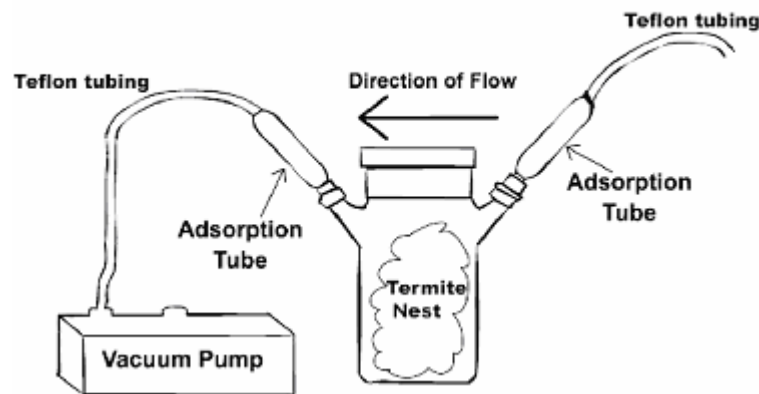 Teflon tubing
Teflon tubing
Direction of Flow
Adsorption
Tube
Adsorption
Tube
Termite
Nest
Vacuum Pump